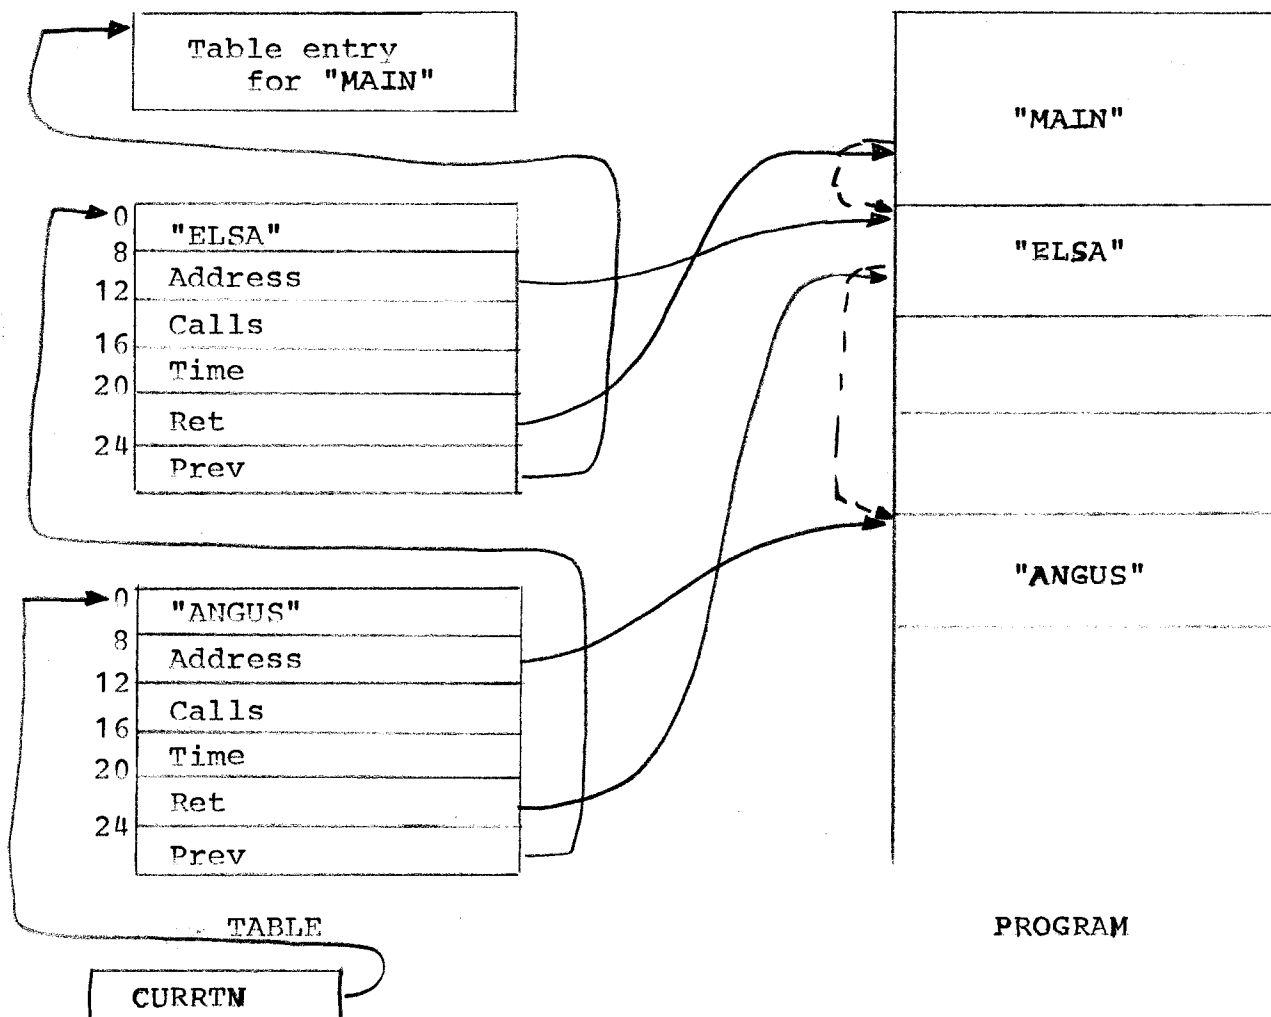 Table entry
for "MAIN"
"MAIN"
0
"ELSA"
8
Address
12
Calls
16
Time
20
Ret
24
Prev
"ELSA"
0
"ANGUS"
8
Address
12
Calls
16
Time
20
Ret
24
Prev
"ANGUS"
TABLE
PROGRAM
CURRTN